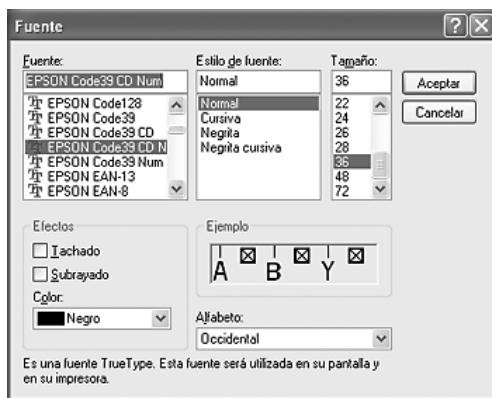 Fuente
Fuente:
EPSON Code39 CD Num
EPSON Code128
EPSON Code39
EPSON Code39 CD
EPSON Code39 CD N
EPSON Code39 Num
EPSON EAN-13
EPSON EAN-8
Estilo de fuente:
Normal
Normal
Cursiva
Negrita
Negrita cursiva
Tamaño:
36
22
24
26
28
36
48
72
Aceptar
Cancelar
Efectos
Tachado
Subrayado
Color:
Negro
Ejemplo
A B Y
Alfabeto:
Occidental
Es una fuente TrueType. Esta fuente será utilizada en su pantalla y
en su impresora.